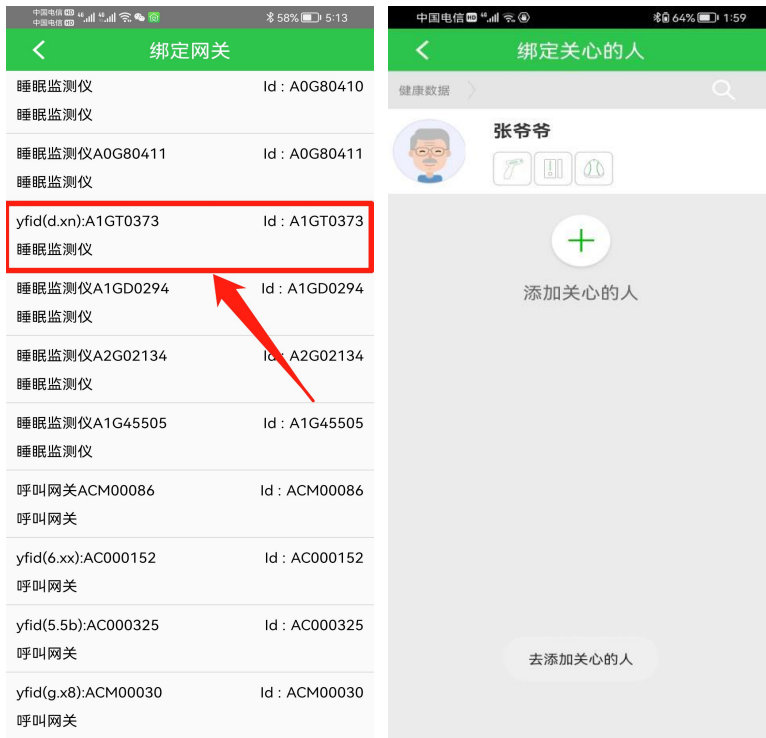 中国电信HD 4G 4G 58% 5:13
中国电信HD
绑定网关
睡眠监测仪 Id : A0G80410
睡眠监测仪
睡眠监测仪A0G80411 Id : A0G80411
睡眠监测仪
yfid(d.xn):A1GT0373 Id : A1GT0373
睡眠监测仪
睡眠监测仪A1GD0294 Id : A1GD0294
睡眠监测仪
睡眠监测仪A2G02134 Id : A2G02134
睡眠监测仪
睡眠监测仪A1G45505 Id : A1G45505
睡眠监测仪
呼叫网关ACM00086 Id : ACM00086
呼叫网关
yfid(6.xx):AC000152 Id : AC000152
呼叫网关
yfid(5.5b):AC000325 Id : AC000325
呼叫网关
yfid(g.x8):ACM00030 Id : ACM00030
呼叫网关
中国电信HD 4G 64% 1:59
绑定关心的人
健康数据
张爷爷
添加关心的人
去添加关心的人